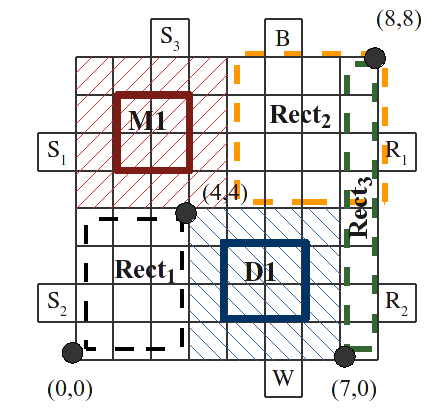 (8,8)
S3
B
M1
Rect2
S1
R1
(4,4)
Rect3
Rect1
D1
S2
R2
W
(0,0)
(7,0)